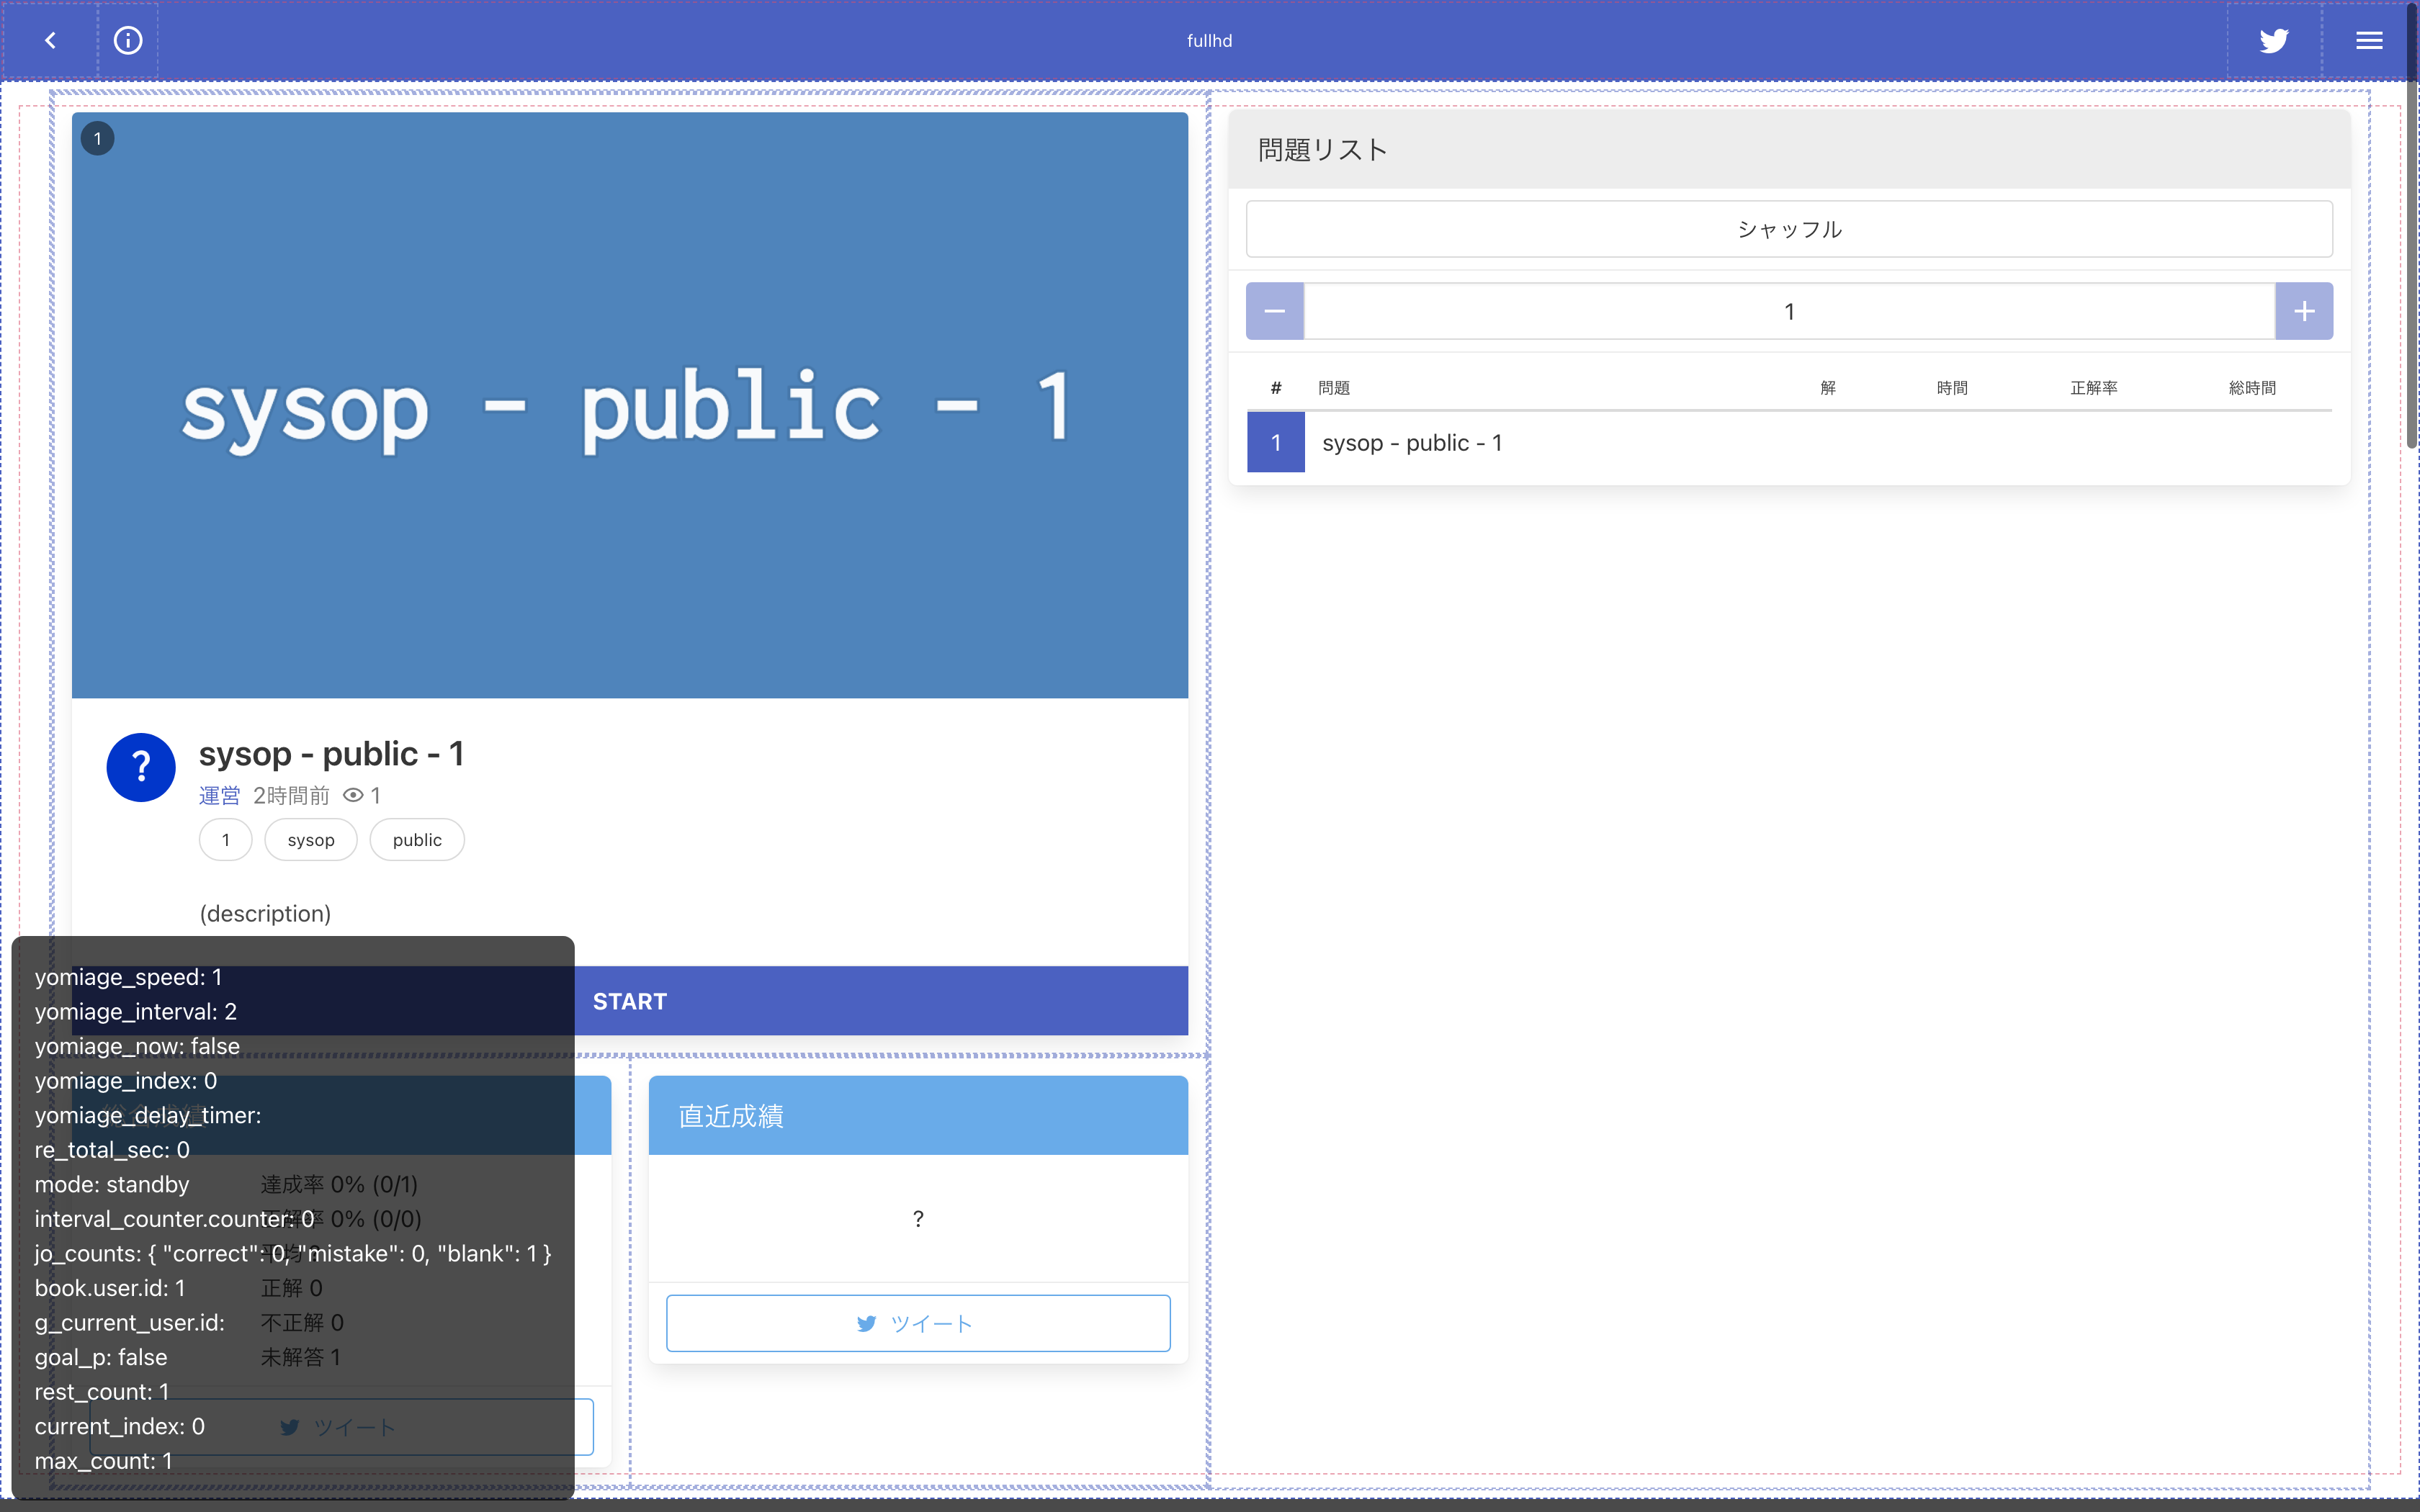 fullhd
1
sysop - public - 1
sysop - public - 1
運営 2時間前 1
1 sysop public
(description)
START
yomiage_speed: 1
yomiage_interval: 2
yomiage_now: false
yomiage_index: 0
yomiage_delay_timer:
re_total_sec: 0
mode: standby
interval_counter.counter: 0
jo_counts: { "correct": 0, "mistake": 0, "blank": 1 }
book.user.id: 1
g_current_user.id:
goal_p: false
rest_count: 1
current_index: 0
max_count: 1
達成率 0% (0/1)
正解率 0% (0/0)
正解 0
不正解 0
未解答 1
ツイート
直近成績
?
ツイート
問題リスト
シャッフル
1
# 問題 解 時間 正解率 総時間
1 sysop - public - 1